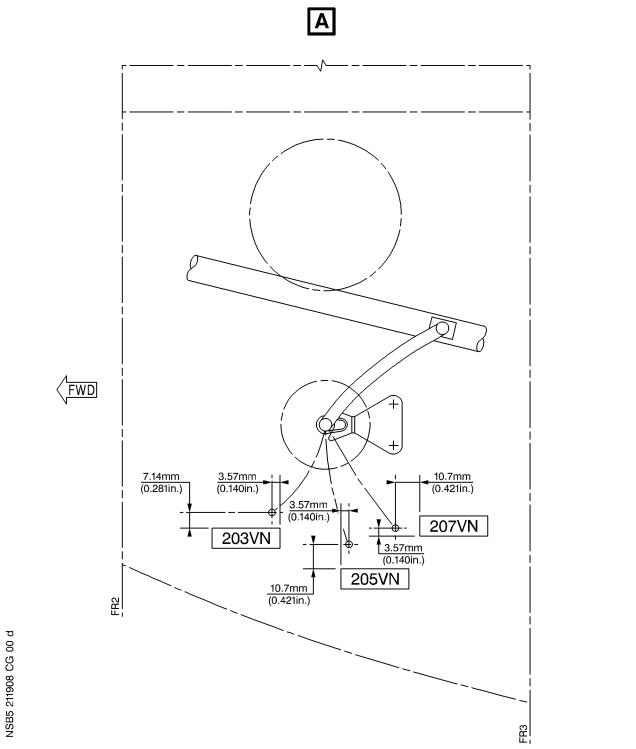 A
FWD
7.14mm
(0.281in.)
3.57mm
(0.140in.)
3.57mm
(0.140in.)
10.7mm
(0.421in.)
203VN
207VN
3.57mm
(0.140in.)
205VN
10.7mm
(0.421in.)
FR2
FR3
NSB5 211908 CG 00 d